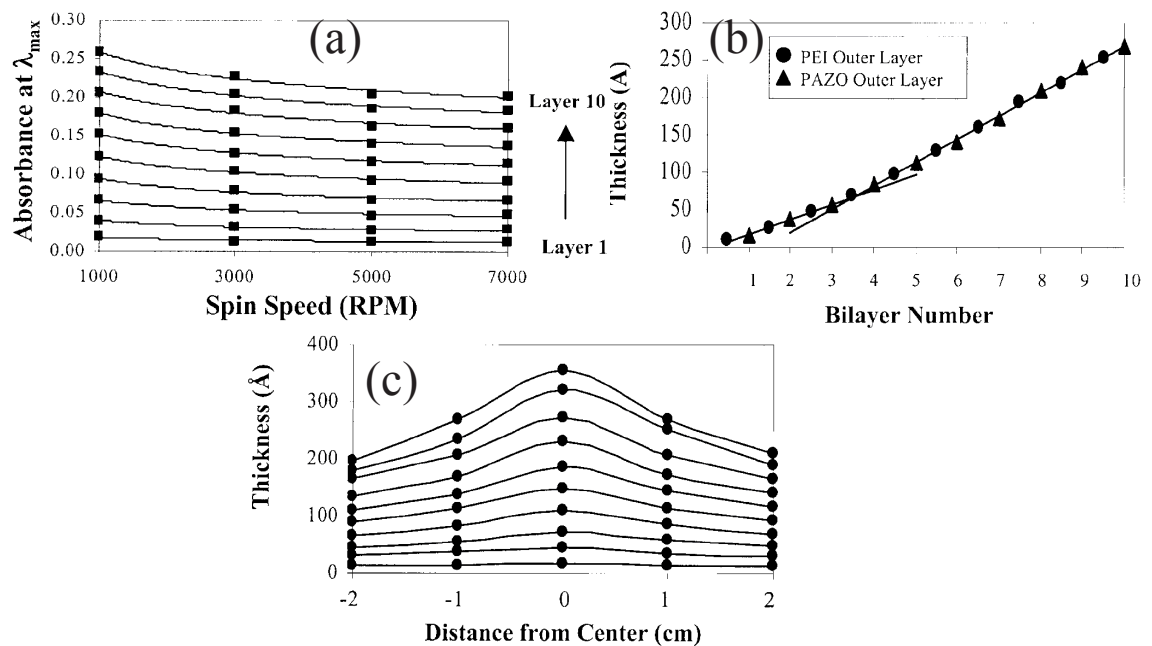 (a)
Absorbance at λmax
0.30
0.25
0.20
0.15
0.10
0.05
0.00
1000 3000 5000 7000
Spin Speed (RPM)
Layer 10
Layer 1
(b)
Thickness (A)
300
250
200
150
100
50
0
PEI Outer Layer
PAZO Outer Layer
1 2 3 4 5 6 7 8 9 10
Bilayer Number
(c)
Thickness (Å)
400
300
200
100
0
-2 -1 0 1 2
Distance from Center (cm)